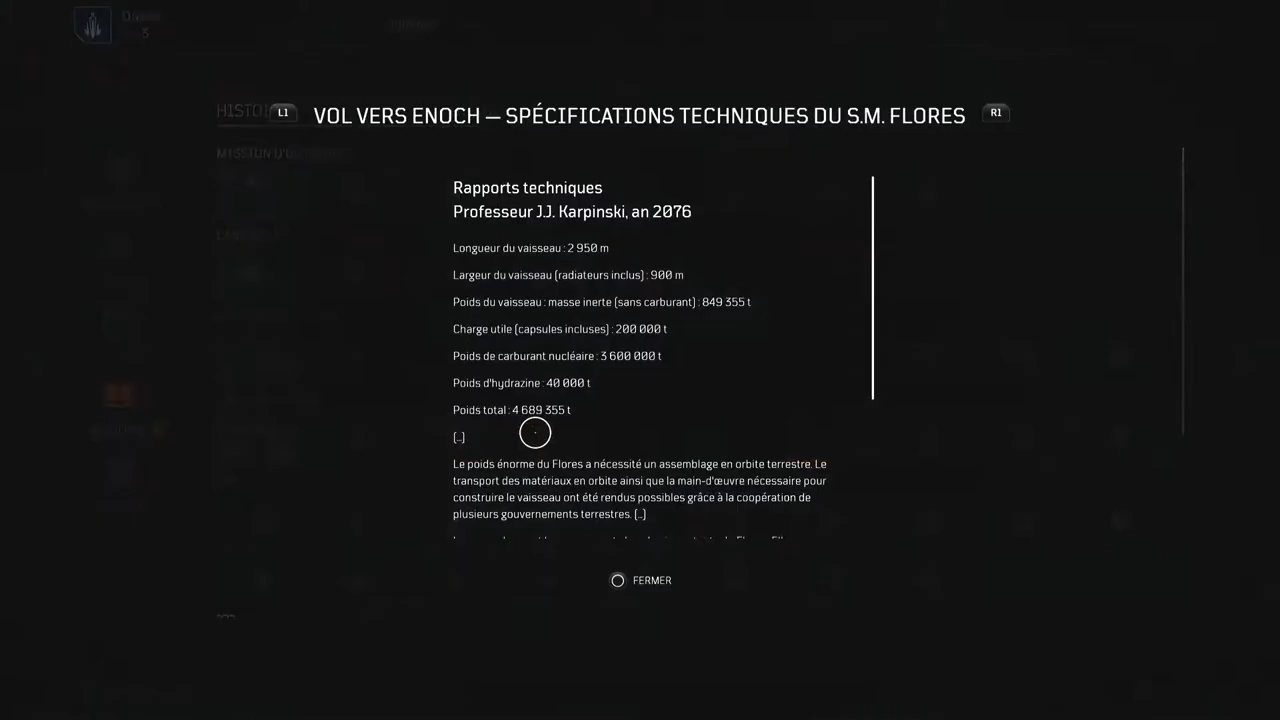 L1
VOL VERS ENOCH — SPÉCIFICATIONS TECHNIQUES DU S.M. FLORES
R1
HISTOI
MISSION D'O
Rapports techniques
Professeur J.J. Karpinski, an 2076
Longueur du vaisseau : 2 950 m
Largeur du vaisseau (radiateurs inclus) : 900 m
Poids du vaisseau : masse inerte (sans carburant) : 849 355 t
Charge utile (capsules incluses) : 200 000 t
Poids de carburant nucléaire : 3 600 000 t
Poids d'hydrazine : 40 000 t
Poids total : 4 689 355 t
[...]
Le poids énorme du Flores a nécessité un assemblage en orbite terrestre. Le
transport des matériaux en orbite ainsi que la main-d'œuvre nécessaire pour
construire le vaisseau ont été rendus possibles grâce à la coopération de
plusieurs gouvernements terrestres. [...]
FERMER